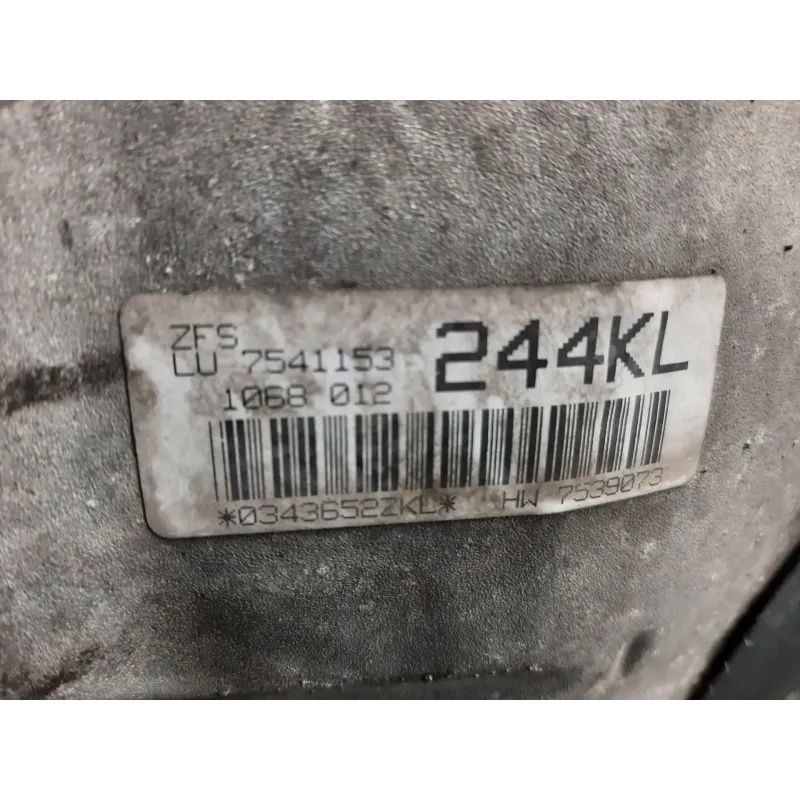 ZFS
LU 7541153
244KL
1068 012
*0343652ZKL* HW 7539073